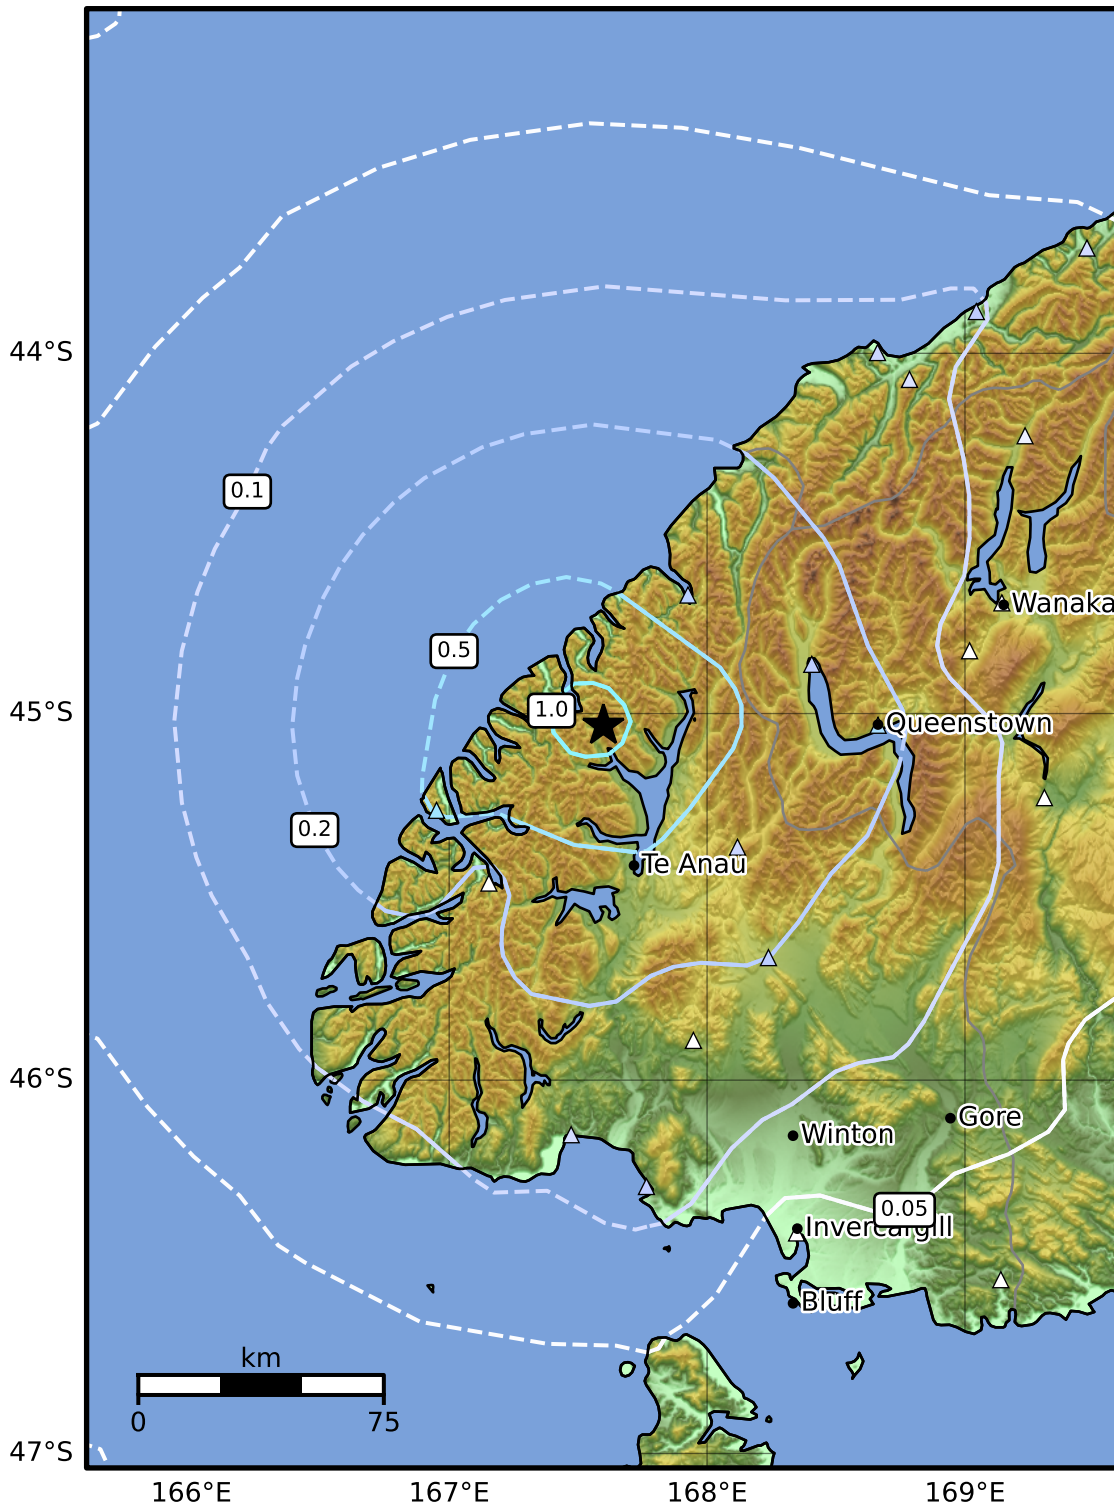 0.1
44°S
0.5
Wanaka
1.0
45°S
Queenstown
0.2
Te Anau
46°S
Gore
Winton
0.05
Invercargill
Bluff
km
0
75
47°S
166°E
167°E
168°E
169°E